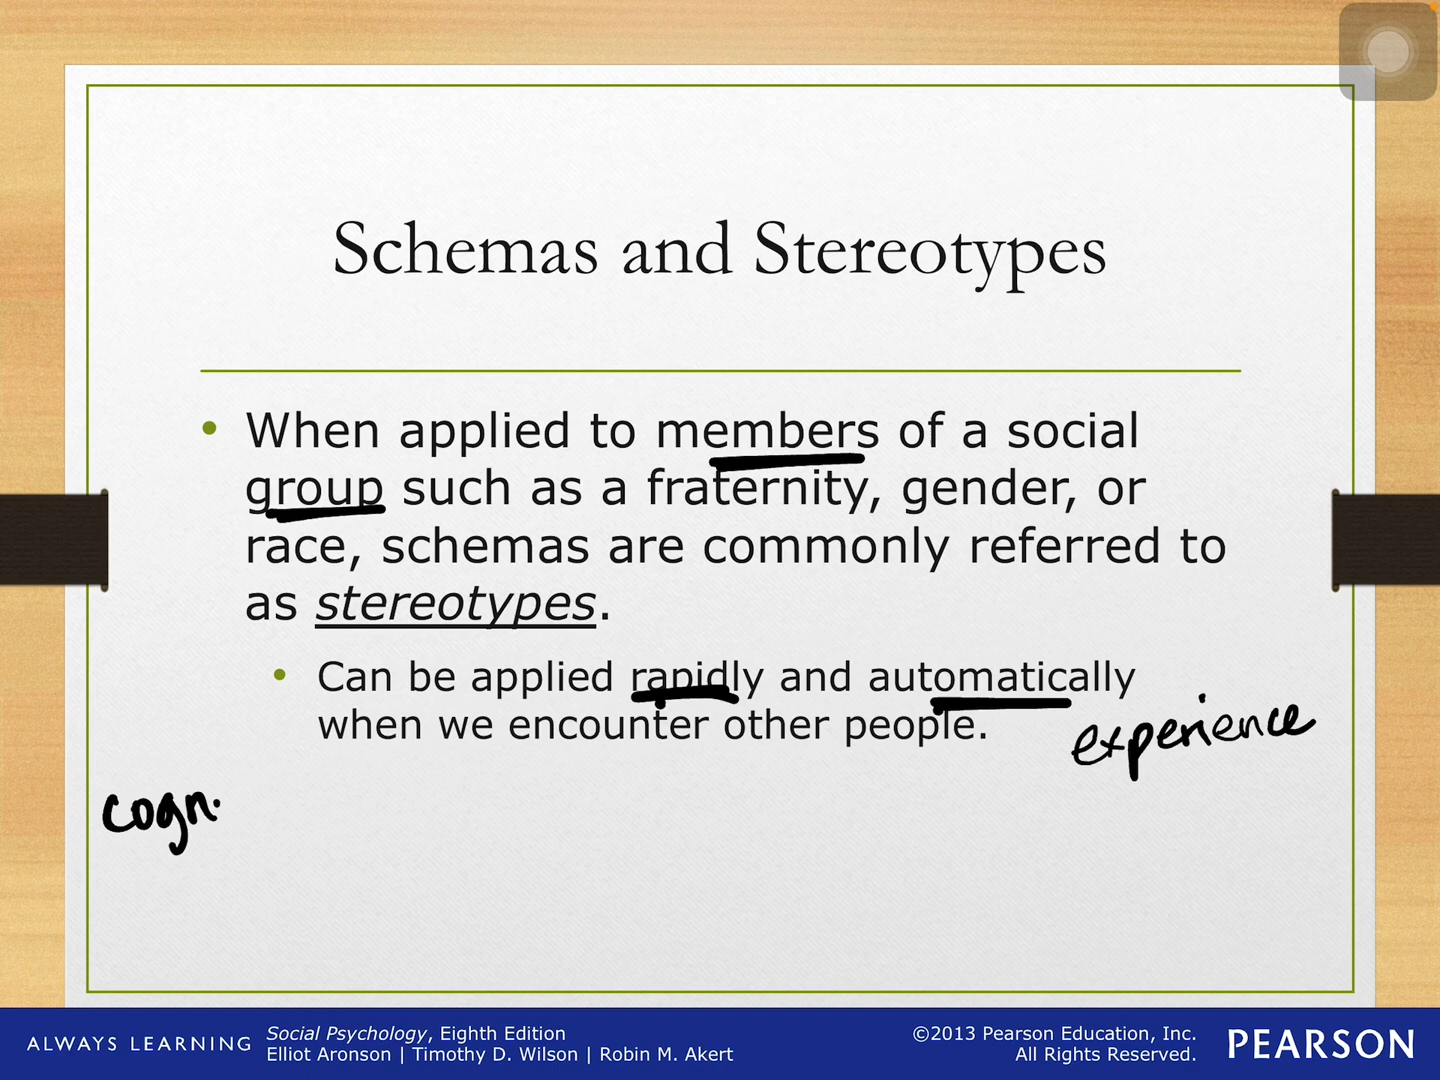 Schemas and Stereotypes
• When applied to members of a social
group such as a fraternity, gender, or
race, schemas are commonly referred to
as stereotypes.
• Can be applied rapidly and automatically
when we encounter other people.
experience
cogn.
ALWAYS LEARNING
Social Psychology, Eighth Edition
Elliot Aronson | Timothy D. Wilson | Robin M. Akert
©2013 Pearson Education, Inc.
All Rights Reserved.
PEARSON